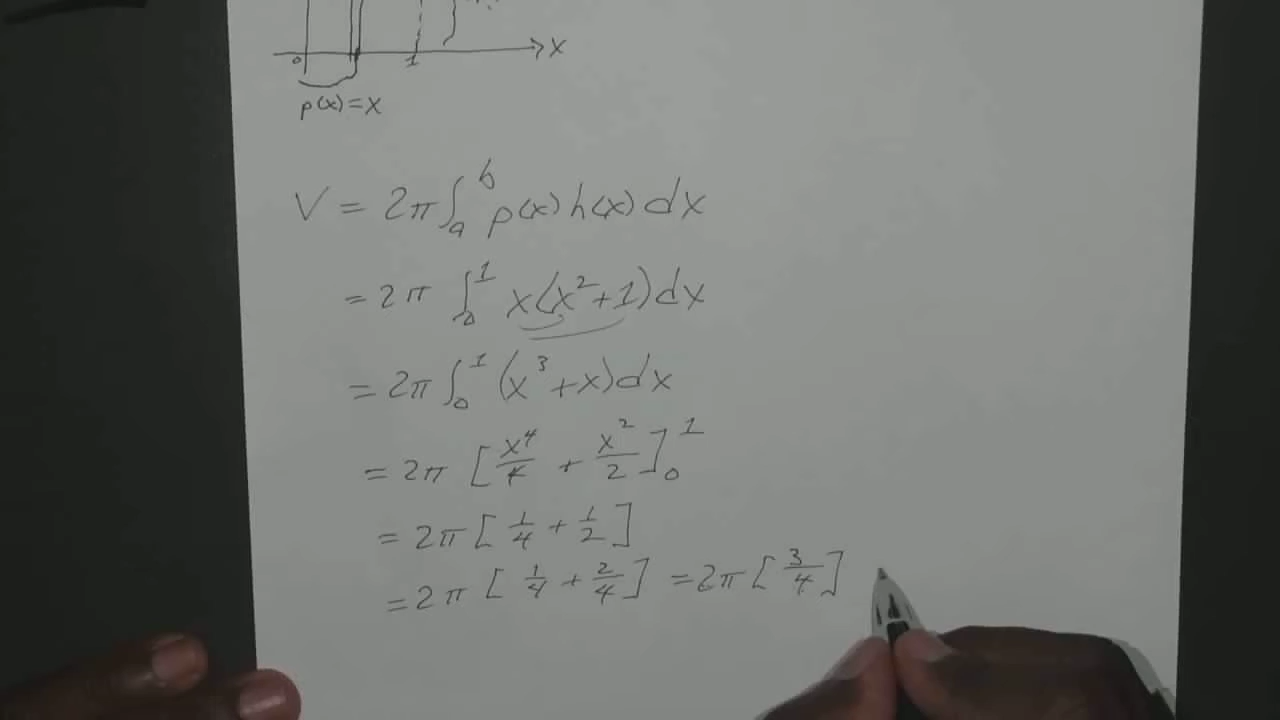 0 1 X
p(x)=x
V = 2π∫_a^b p(x)h(x)dx
= 2π ∫_0^1 x(x²+1)dx
= 2π ∫_0^1 (x³+x)dx
= 2π [x⁴/4 + x²/2]_0^1
= 2π [1/4 + 1/2]
= 2π [1/4 + 2/4] = 2π [3/4]